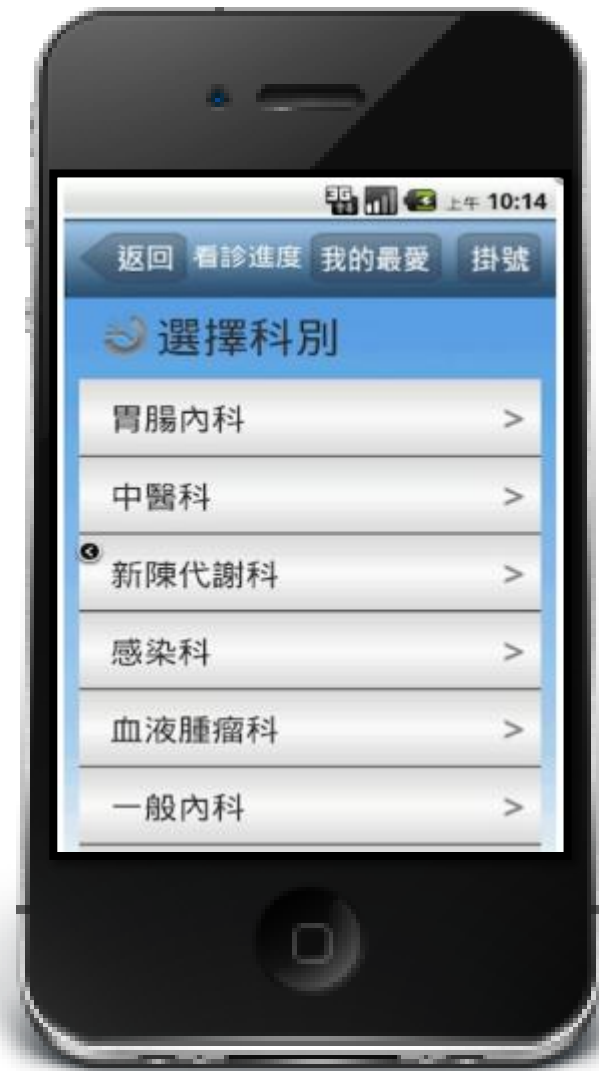 3G 上午 10:14
返回 看診進度 我的最愛 掛號
選擇科別
胃腸內科 >
中醫科 >
新陳代謝科 >
感染科 >
血液腫瘤科 >
一般內科 >